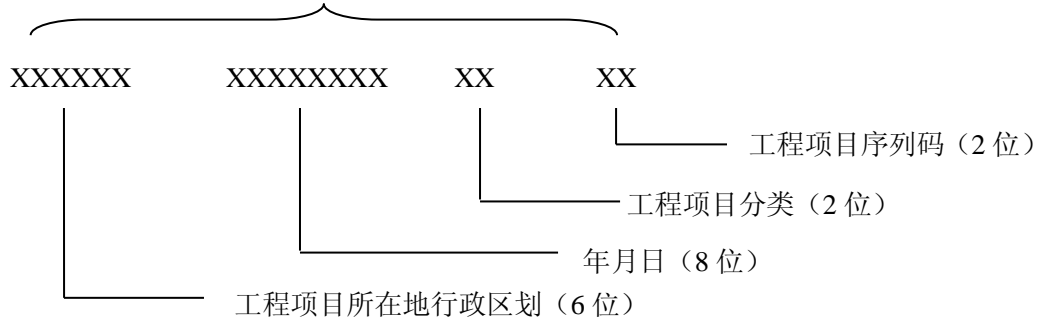 XXXXXX XXXXXXXX XX XX
工程项目序列码（2 位）
工程项目分类（2 位）
年月日（8 位）
工程项目所在地行政区划（6 位）